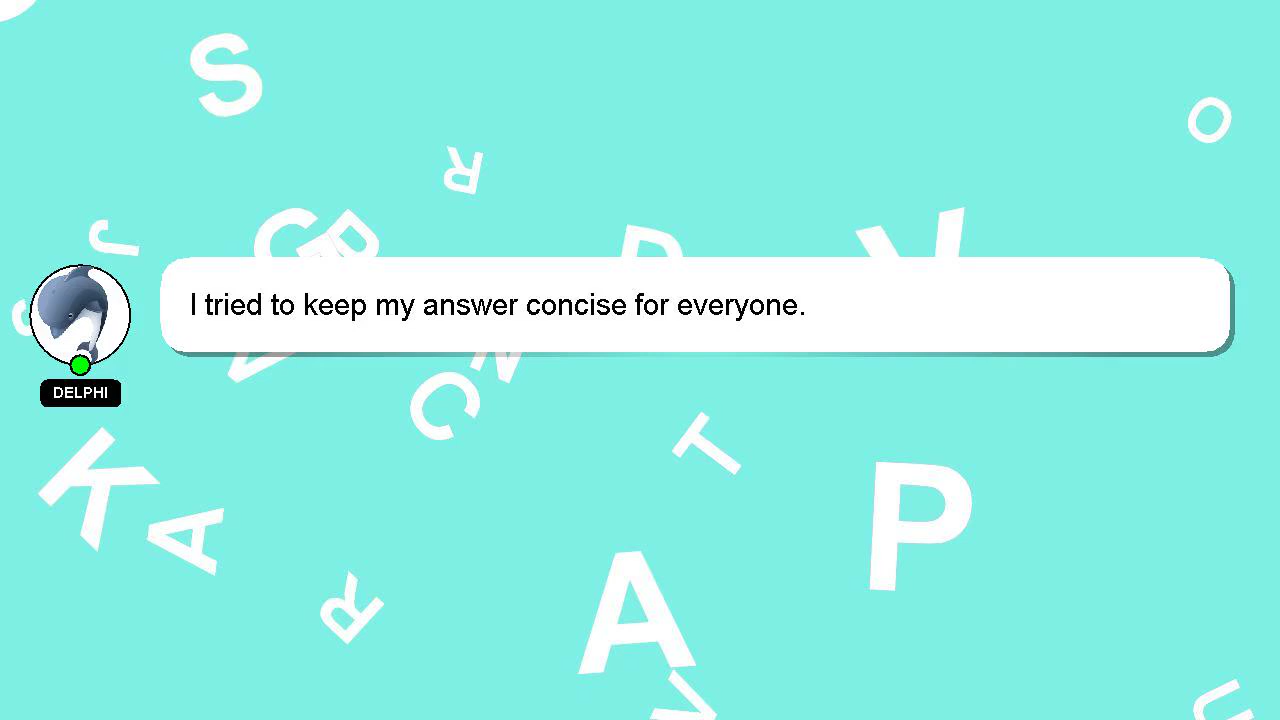 S
O
R
J
I tried to keep my answer concise for everyone.
DELPHI
C
T
K
P
A
R
A